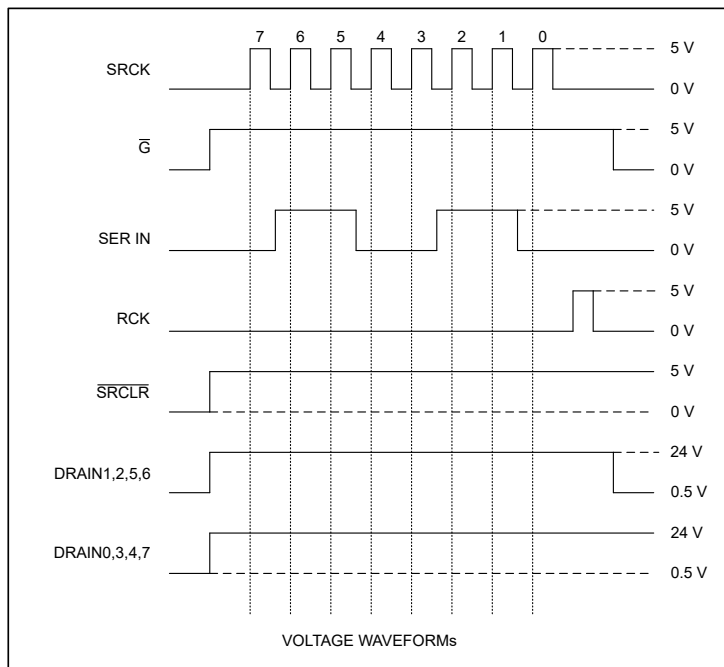 7 6 5 4 3 2 1 0
SRCK
5 V
0 V
G̅
5 V
0 V
SER IN
5 V
0 V
RCK
5 V
0 V
S̅R̅C̅L̅R̅
5 V
0 V
DRAIN1,2,5,6
24 V
0.5 V
DRAIN0,3,4,7
24 V
0.5 V
VOLTAGE WAVEFORMs